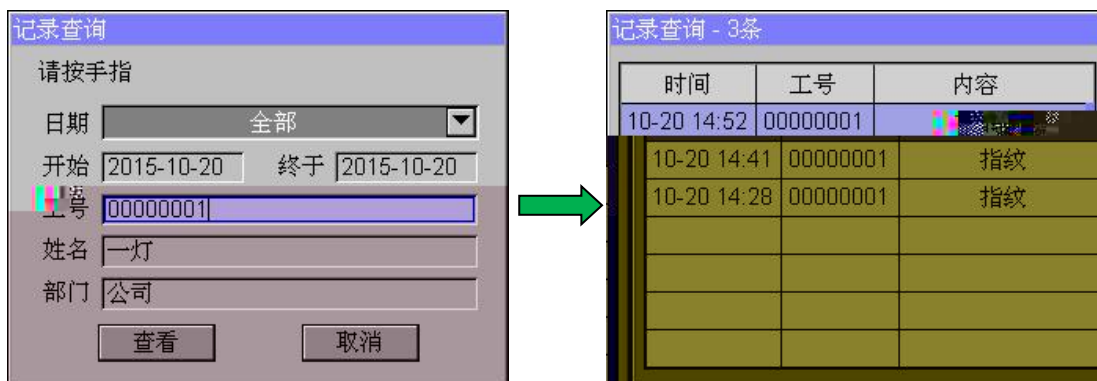 记录查询
请按手指
日期 全部
开始 2015-10-20 终于 2015-10-20
工号 00000001
姓名 一灯
部门 公司
查看 取消
记录查询 - 3条
时间 工号 内容
10-20 14:52 00000001
10-20 14:41 00000001 指纹
10-20 14:28 00000001 指纹